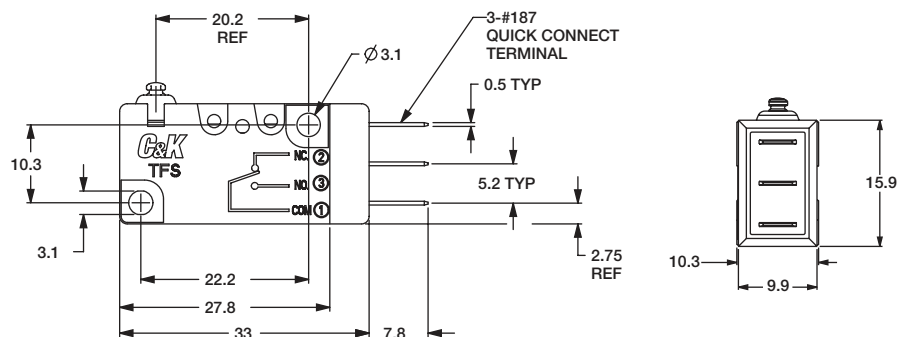 20.2
REF
Ø3.1
3-#187
QUICK CONNECT
TERMINAL
0.5 TYP
C&K
TFS
NC. 2
NO. 3
COM 1
10.3
3.1
5.2 TYP
2.75
REF
22.2
27.8
33
7.8
15.9
10.3
9.9